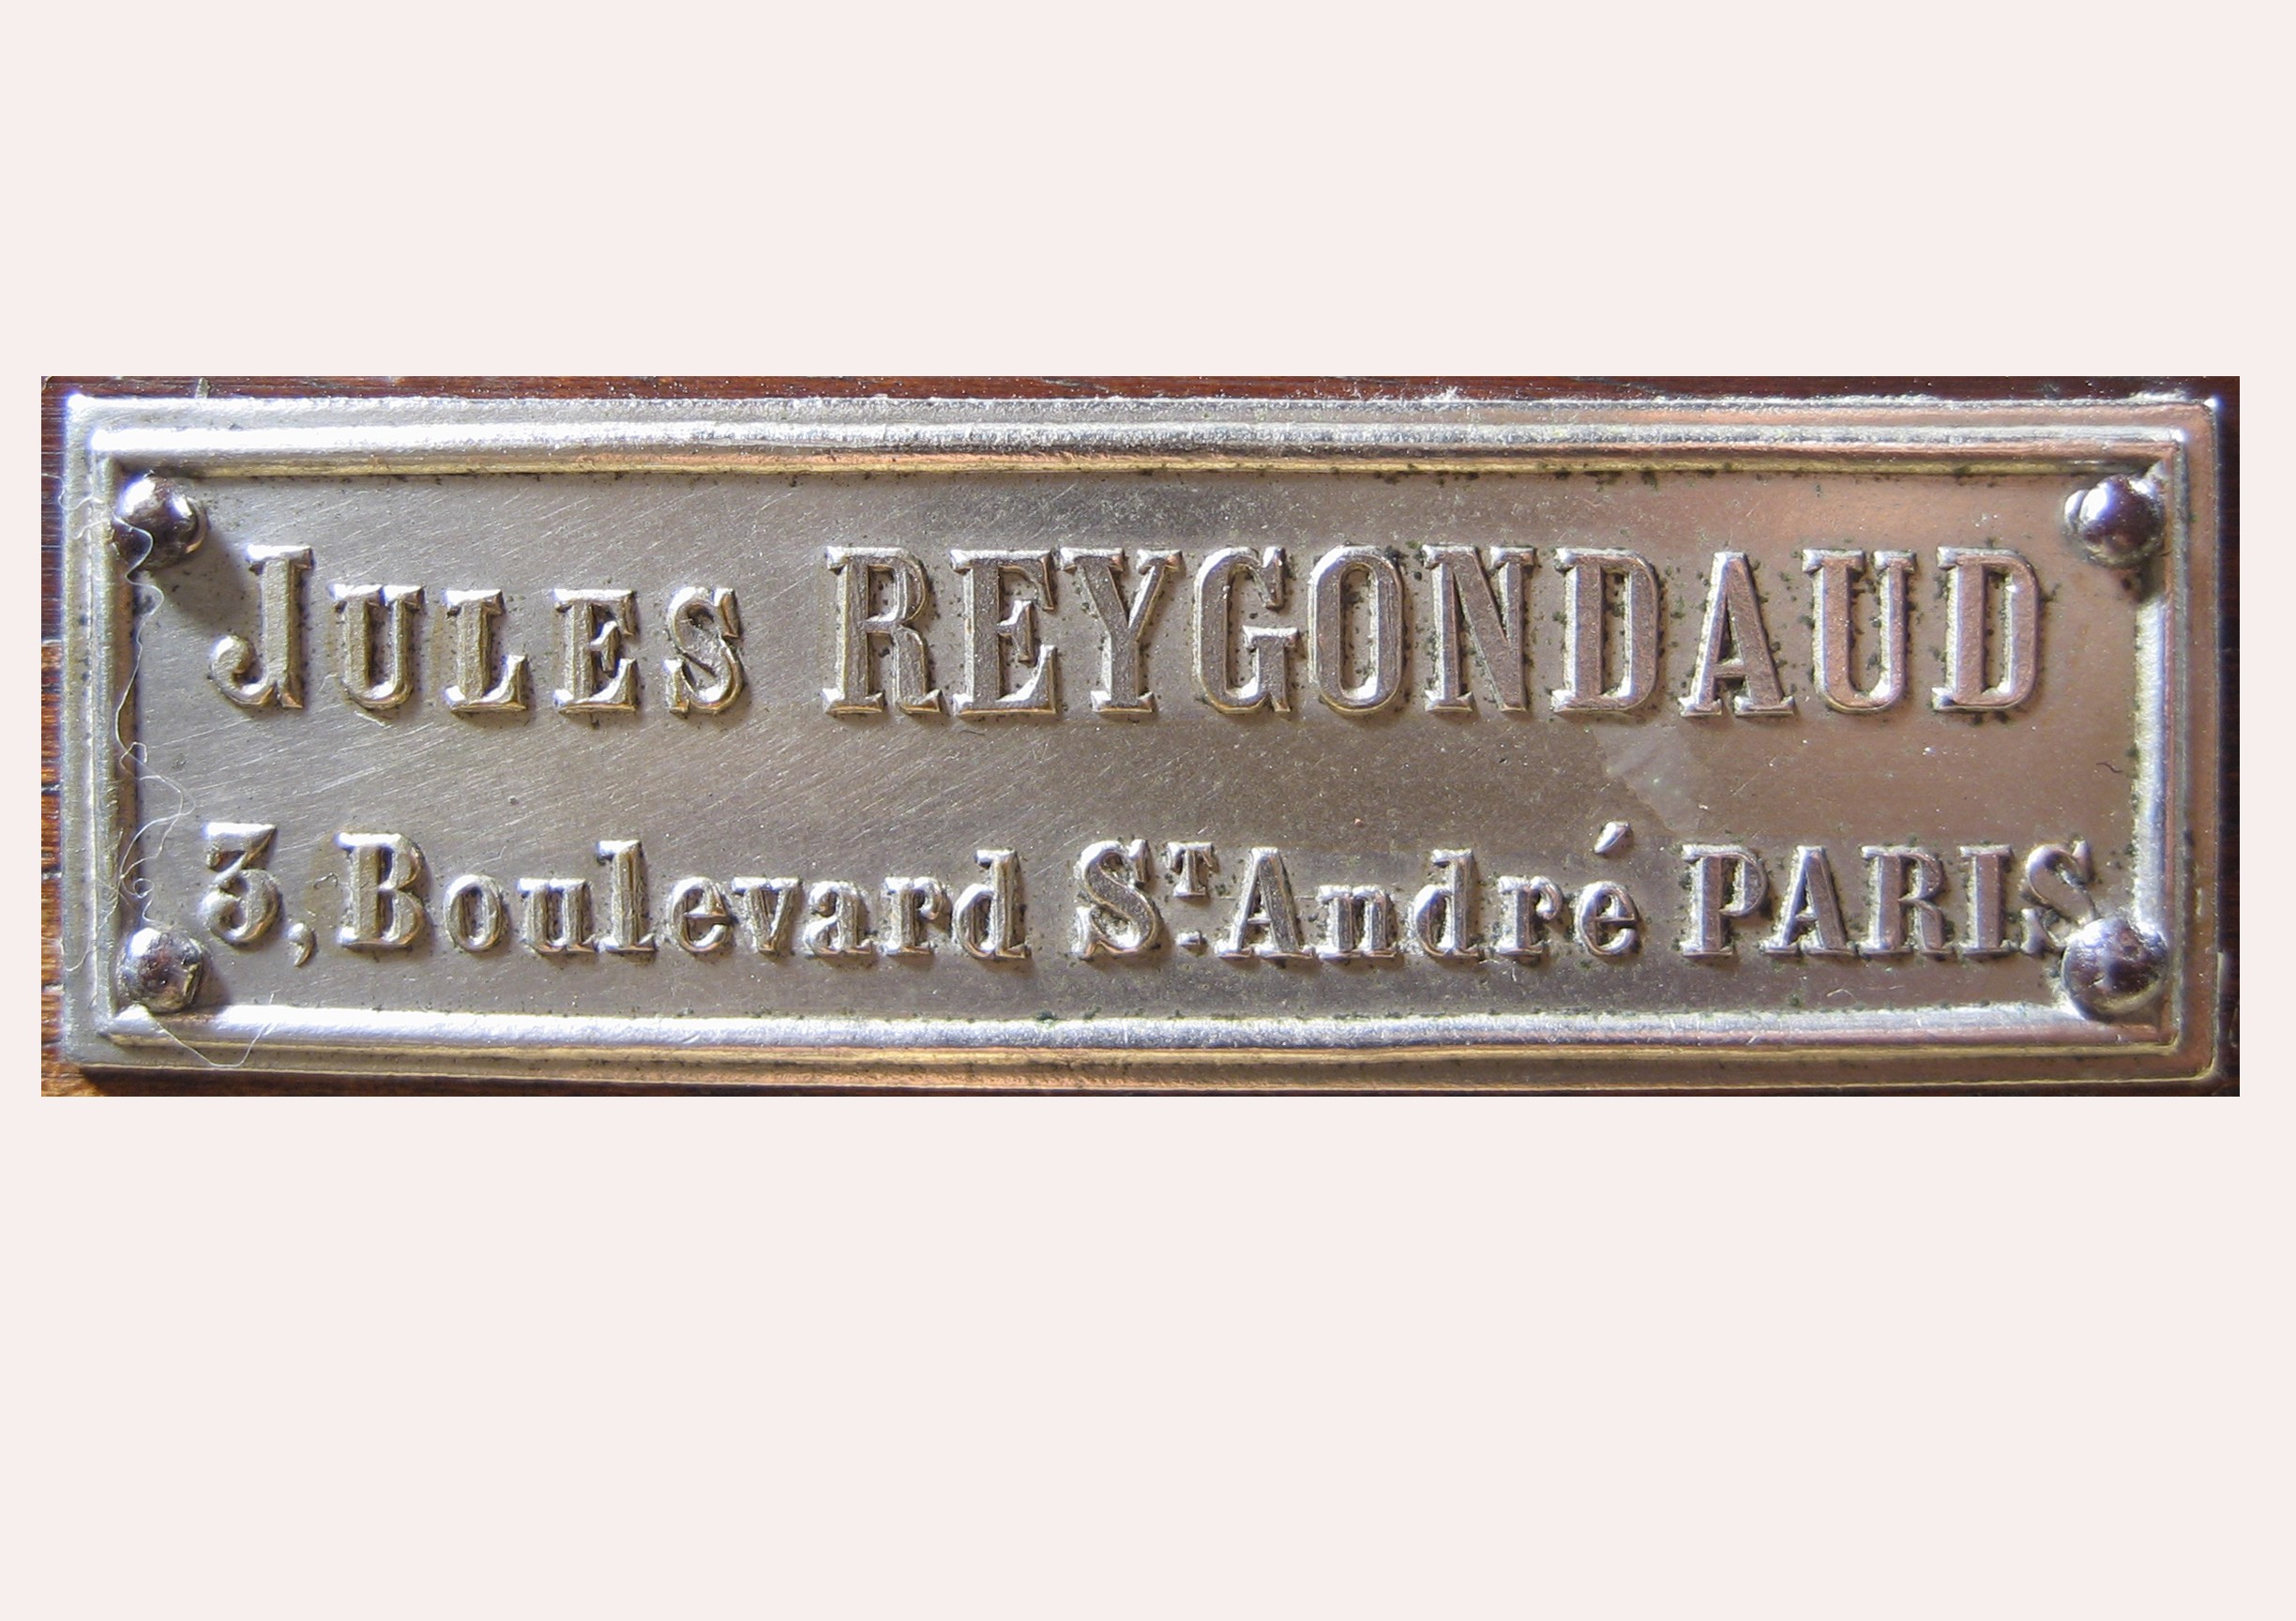 JULES REYGONDAUD
3, Boulevard St. André PARIS